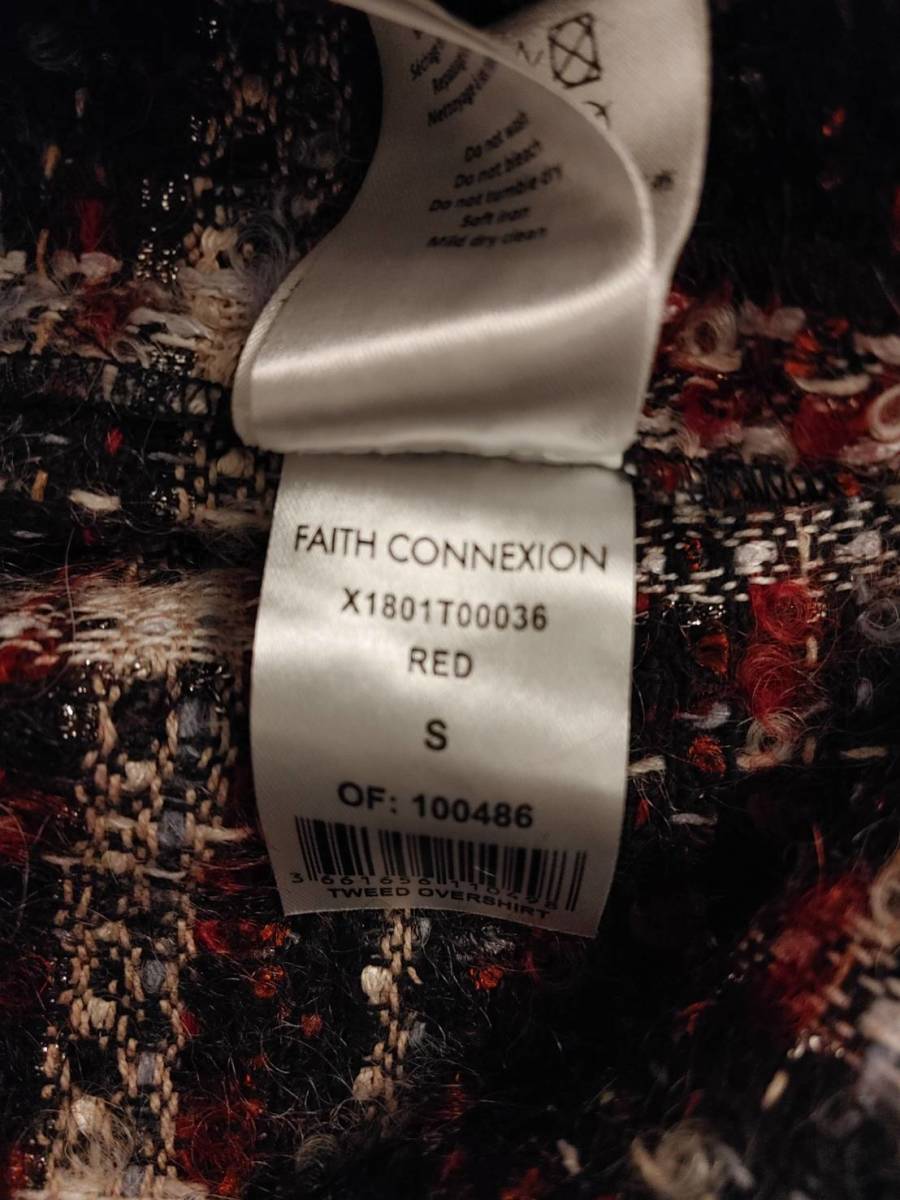 Do not wash
Do not bleach
Do not tumble dry
Soft iron
Mild dry clean
FAITH CONNEXION
X1801T00036
RED
S
OF: 100486
TWEED OVERSHIRT